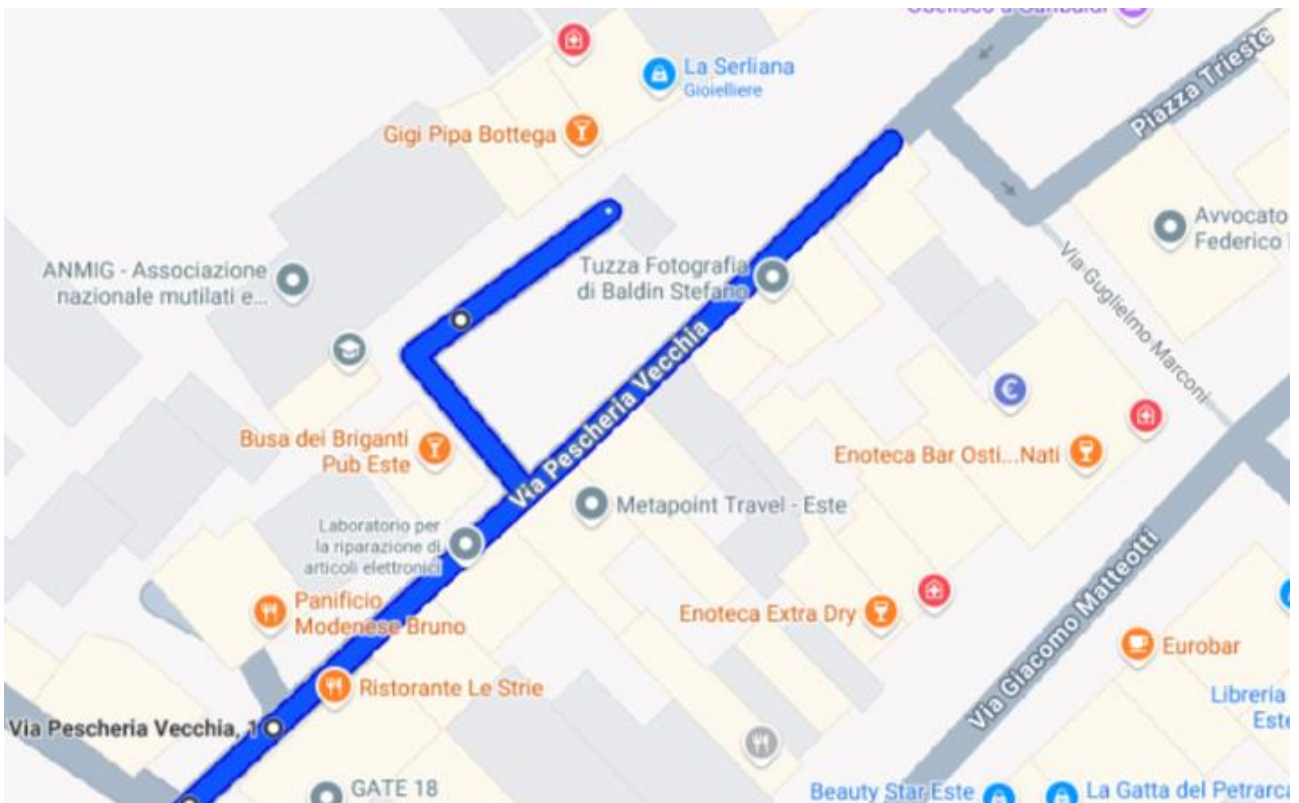 Obelisco a Garibaldi
La Serliana
Gioielliere
Piazza Trieste
Gigi Pipa Bottega
Avvocato
Federico
ANMIG - Associazione
nazionale mutilati e...
Tuzza Fotografia
di Baldin Stefano
Via Guglielmo Marconi
Via Pescheria Vecchia
€
Busa dei Briganti
Pub Este
Enoteca Bar Osti...Nati
Metapoint Travel - Este
Laboratorio per
la riparazione di
articoli elettronici
Panificio
Modenese Bruno
Enoteca Extra Dry
Via Giacomo Matteotti
Eurobar
Ristorante Le Strie
Libreria
Este
Via Pescheria Vecchia, 1
GATE 18
Beauty Star Este
La Gatta del Petrarca